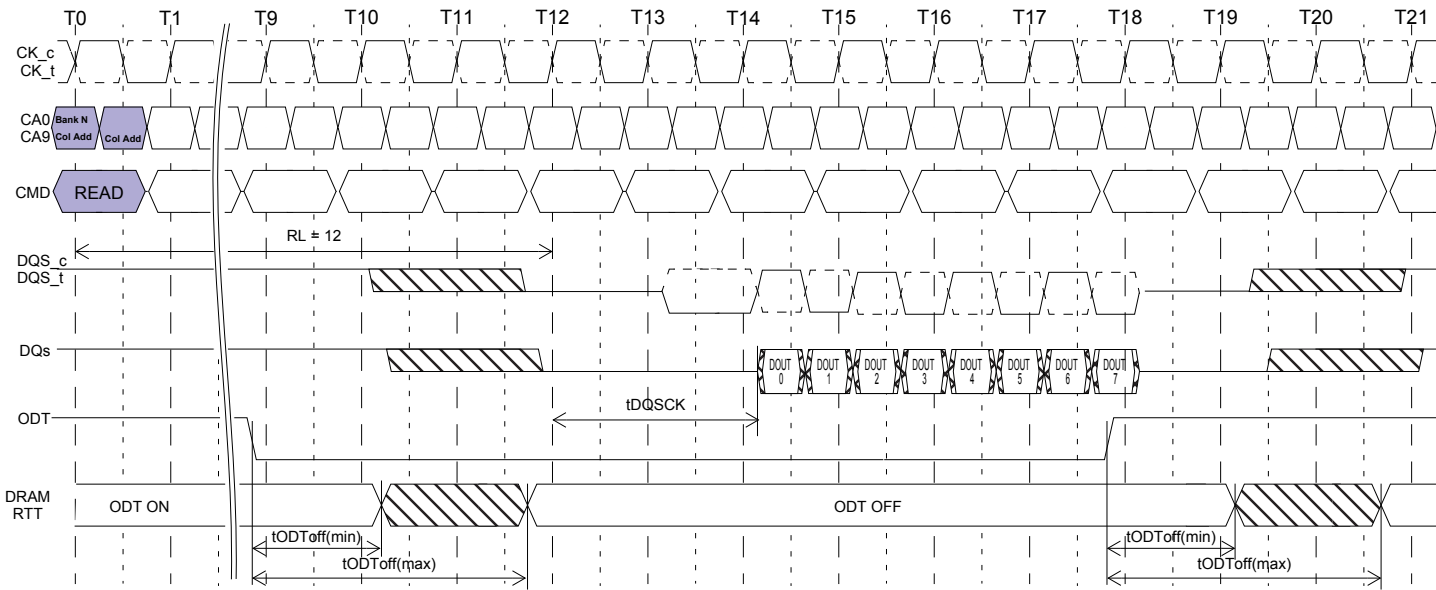 T0 T1 T9 T10 T11 T12 T13 T14 T15 T16 T17 T18 T19 T20 T21
CK_c
CK_t
CA0
CA9
Bank N
Col Add
Col Add
CMD
READ
RL = 12
DQS_c
DQS_t
DQs
DOUT 0
DOUT 1
DOUT 2
DOUT 3
DOUT 4
DOUT 5
DOUT 6
DOUT 7
tDQSCK
ODT
DRAM
RTT
ODT ON
ODT OFF
tODToff(min)
tODToff(max)
tODToff(min)
tODToff(max)